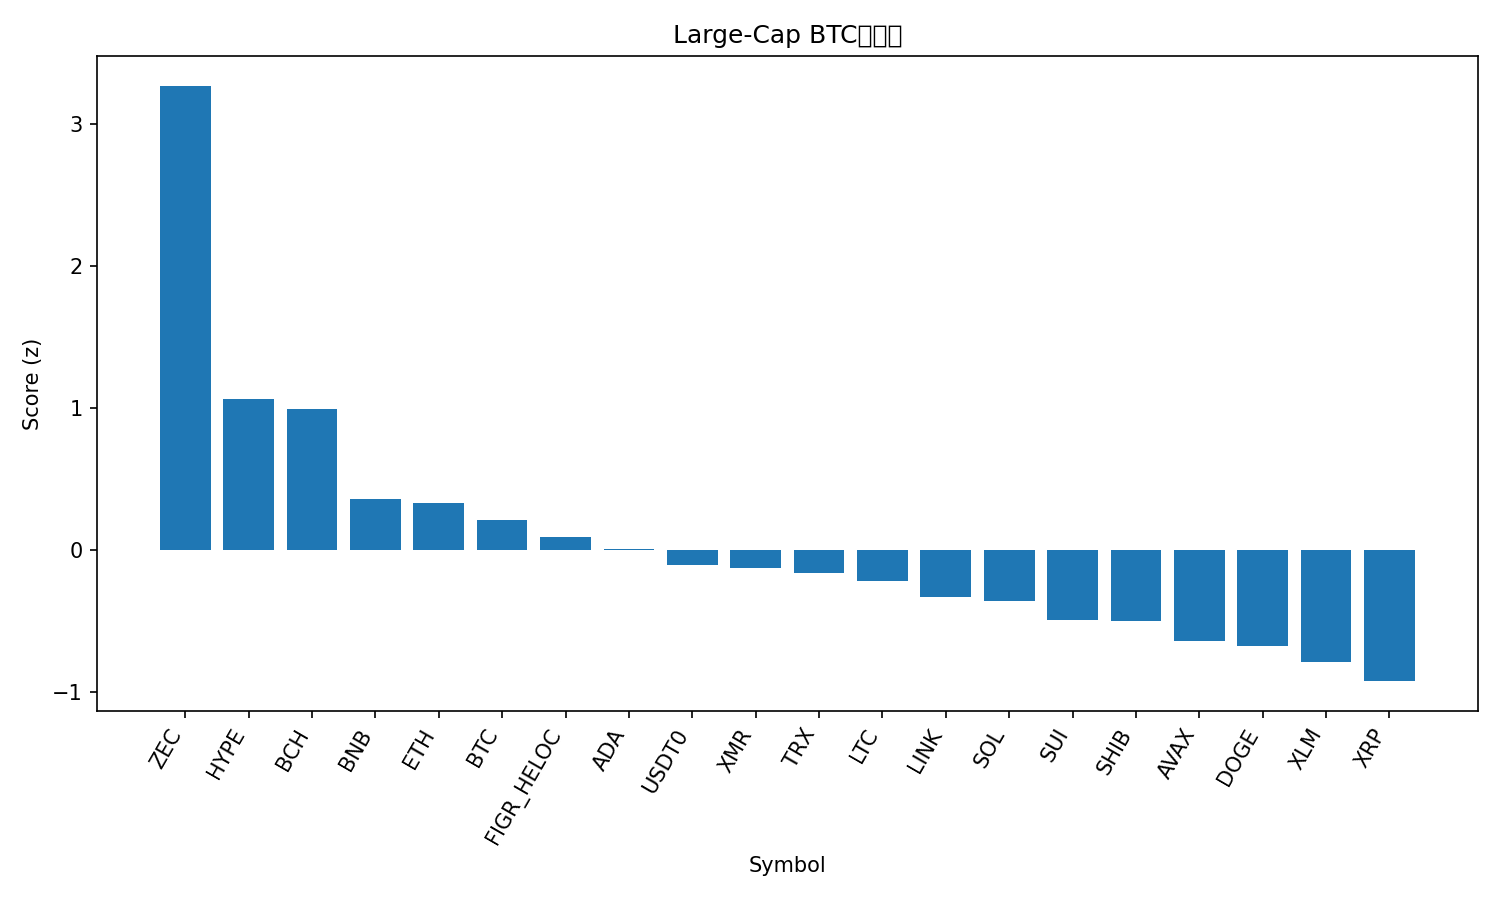 Large-Cap BTC
3
2
1
0
−1
Score (z)
ZEC
HYPE
BCH
BNB
ETH
BTC
FIGR_HELOC
ADA
USDT0
XMR
TRX
LTC
LINK
SOL
SUI
SHIB
AVAX
DOGE
XLM
XRP
Symbol